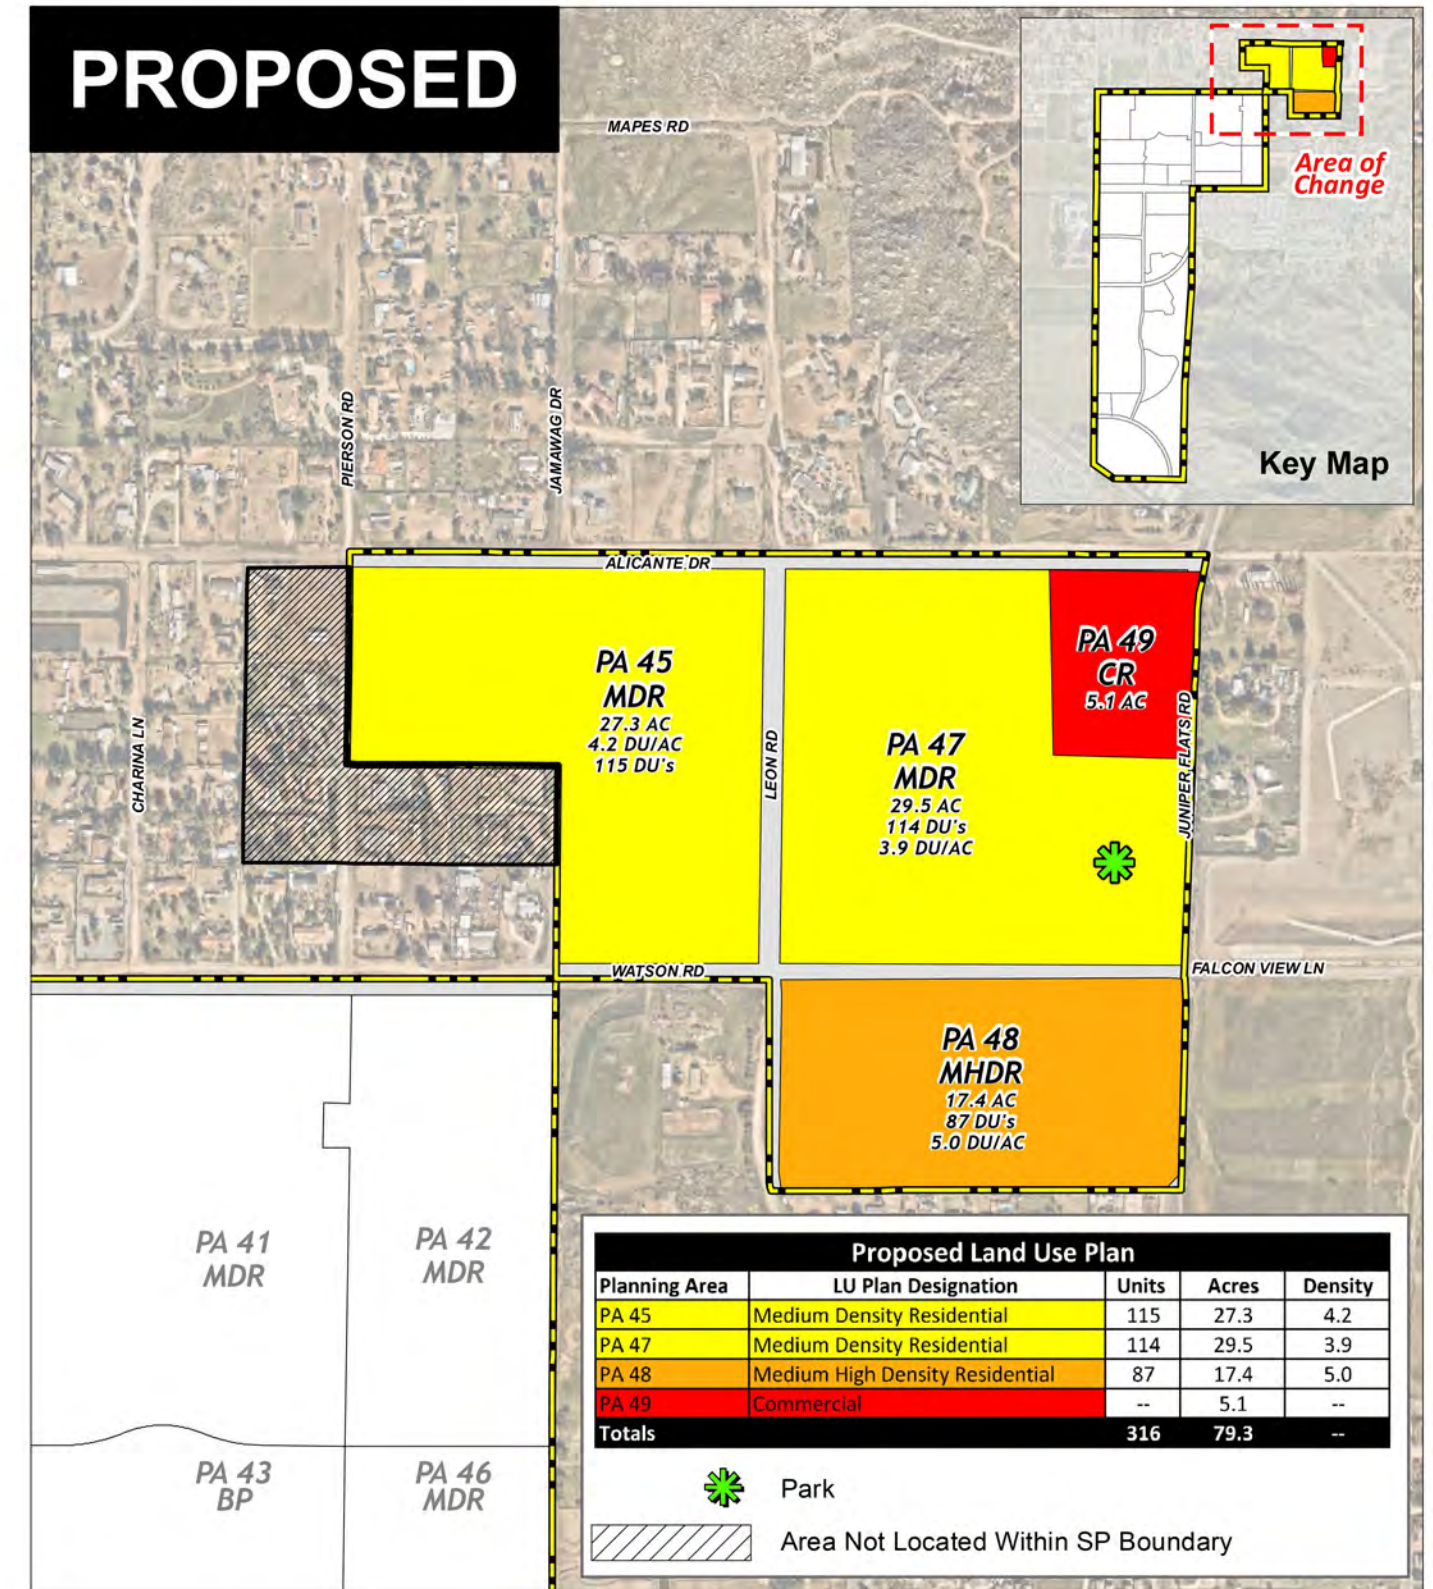 PROPOSED
MAPES RD
Area of
Change
Key Map
PIERSON RD
JAMAWAG DR
ALICANTE DR
PA 45
MDR
27.3 AC
4.2 DU/AC
115 DU's
PA 49
CR
5.1 AC
CHARINA LN
LEON RD
PA 47
MDR
29.5 AC
114 DU's
3.9 DU/AC
JUNIPER FLATS RD
WATSON RD
FALCON VIEW LN
PA 48
MHDR
17.4 AC
87 DU's
5.0 DU/AC
PA 41
MDR
PA 42
MDR
PA 43
BP
PA 46
MDR
Proposed Land Use Plan
Planning Area LU Plan Designation Units Acres Density
PA 45 Medium Density Residential 115 27.3 4.2
PA 47 Medium Density Residential 114 29.5 3.9
PA 48 Medium High Density Residential 87 17.4 5.0
PA 49 Commercial -- 5.1 --
Totals 316 79.3 --
Park
Area Not Located Within SP Boundary